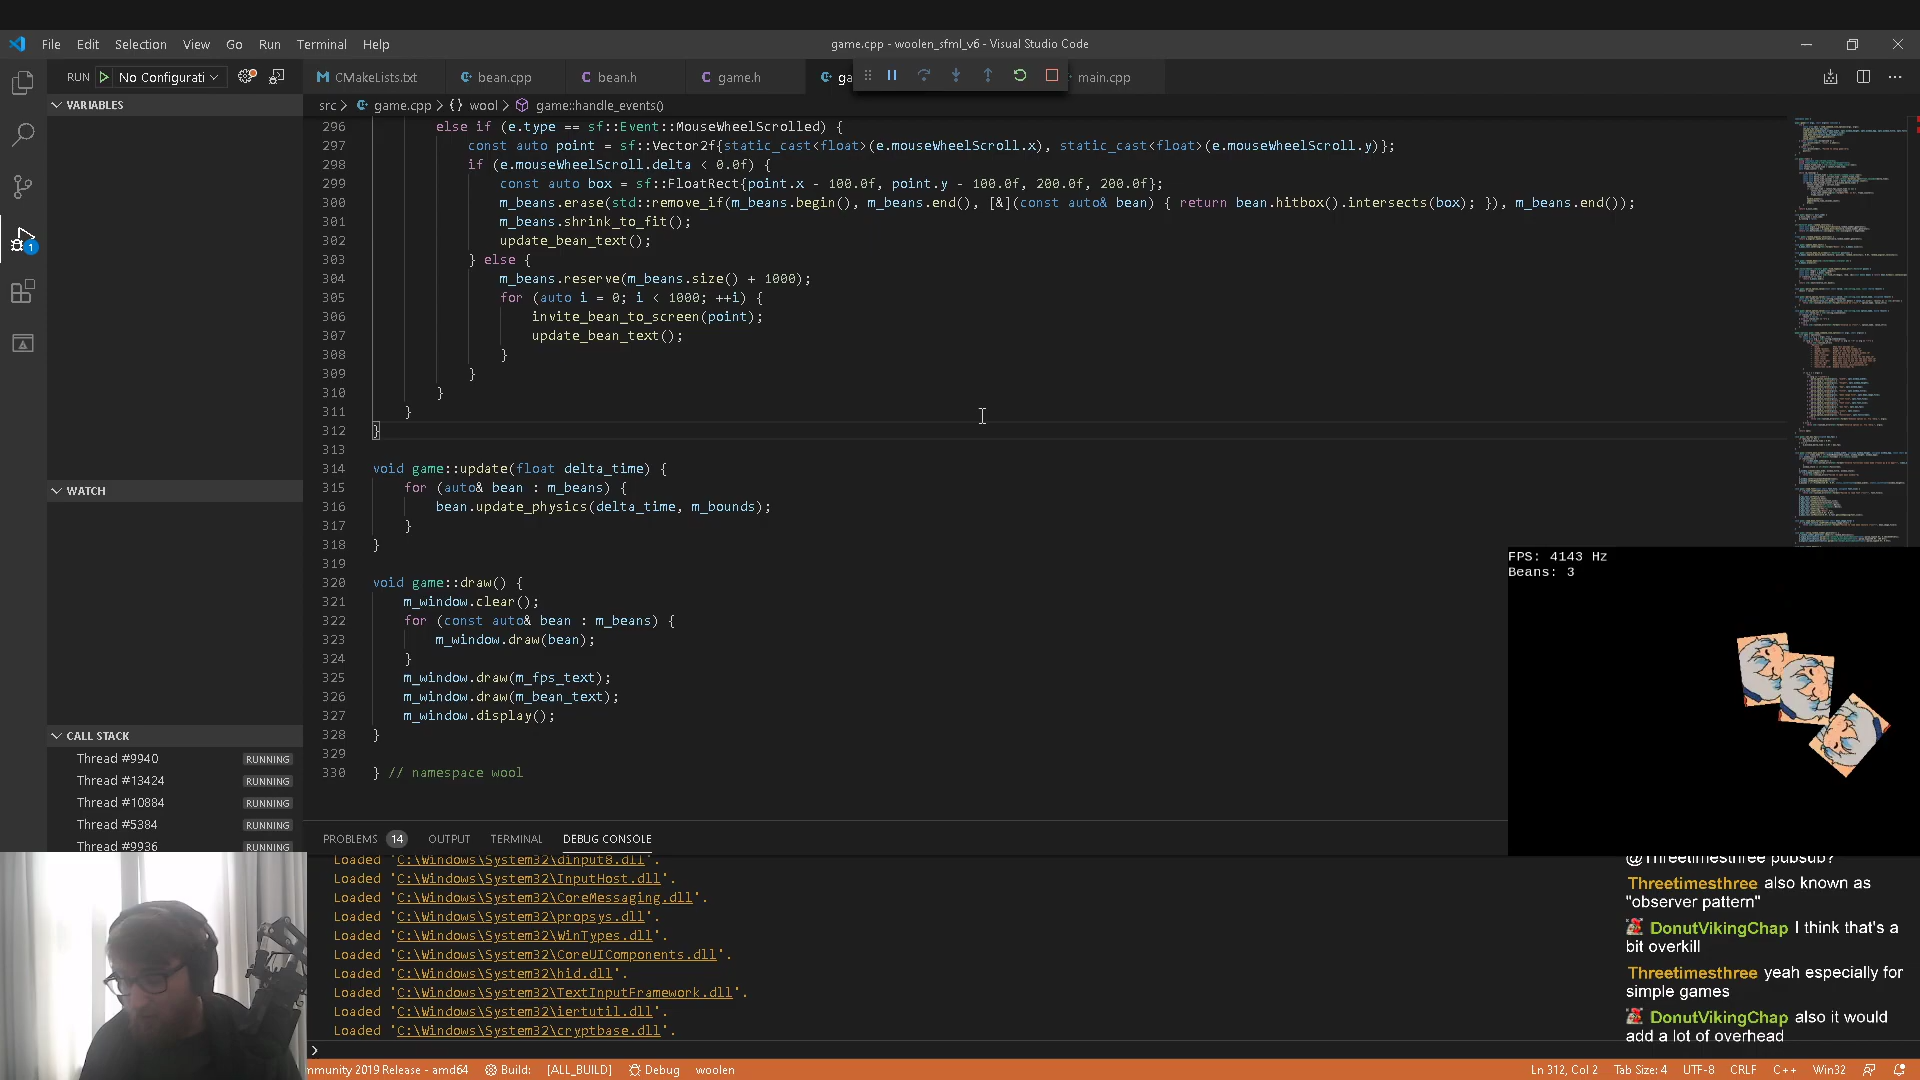 File Edit Selection View Go Run Terminal Help
game.cpp - woolen_sfml_v6 - Visual Studio Code
RUN No Configurati
CMakeLists.txt bean.cpp bean.h game.h ga main.cpp
VARIABLES
src > game.cpp > {} wool > game::handle_events()
296 else if (e.type == sf::Event::MouseWheelScrolled) {
297 const auto point = sf::Vector2f{static_cast<float>(e.mouseWheelScroll.x), static_cast<float>(e.mouseWheelScroll.y)};
298 if (e.mouseWheelScroll.delta < 0.0f) {
299 const auto box = sf::FloatRect{point.x - 100.0f, point.y - 100.0f, 200.0f, 200.0f};
300 m_beans.erase(std::remove_if(m_beans.begin(), m_beans.end(), [&](const auto& bean) { return bean.hitbox().intersects(box); }), m_beans.end());
301 m_beans.shrink_to_fit();
302 update_bean_text();
303 } else {
304 m_beans.reserve(m_beans.size() + 1000);
305 for (auto i = 0; i < 1000; ++i) {
306 invite_bean_to_screen(point);
307 update_bean_text();
308 }
309 }
310 }
311 }
312 }
313
314 void game::update(float delta_time) {
315 for (auto& bean : m_beans) {
316 bean.update_physics(delta_time, m_bounds);
317 }
318 }
319
320 void game::draw() {
321 m_window.clear();
322 for (const auto& bean : m_beans) {
323 m_window.draw(bean);
324 }
325 m_window.draw(m_fps_text);
326 m_window.draw(m_bean_text);
327 m_window.display();
328 }
329
330 } // namespace wool
1
WATCH
CALL STACK
Thread #9940 RUNNING
Thread #13424 RUNNING
Thread #10884 RUNNING
Thread #5384 RUNNING
Thread #9936 RUNNING
FPS: 4143 Hz
Beans: 3
PROBLEMS 14 OUTPUT TERMINAL DEBUG CONSOLE
Loaded 'C:\Windows\System32\dinput8.dll'.
Loaded 'C:\Windows\System32\InputHost.dll'.
Loaded 'C:\Windows\System32\CoreMessaging.dll'.
Loaded 'C:\Windows\System32\propsys.dll'.
Loaded 'C:\Windows\System32\WinTypes.dll'.
Loaded 'C:\Windows\System32\CoreUIComponents.dll'.
Loaded 'C:\Windows\System32\hid.dll'.
Loaded 'C:\Windows\System32\TextInputFramework.dll'.
Loaded 'C:\Windows\System32\iertutil.dll'.
Loaded 'C:\Windows\System32\cryptbase.dll'.
@Threetimesthree pubsub?
Threetimesthree also known as
"observer pattern"
DonutVikingChap I think that's a
bit overkill
Threetimesthree yeah especially for
simple games
DonutVikingChap also it would
add a lot of overhead
mmunity 2019 Release - amd64 Build: [ALL_BUILD] Debug woolen
Ln 312, Col 2 Tab Size: 4 UTF-8 CRLF C++ Win32